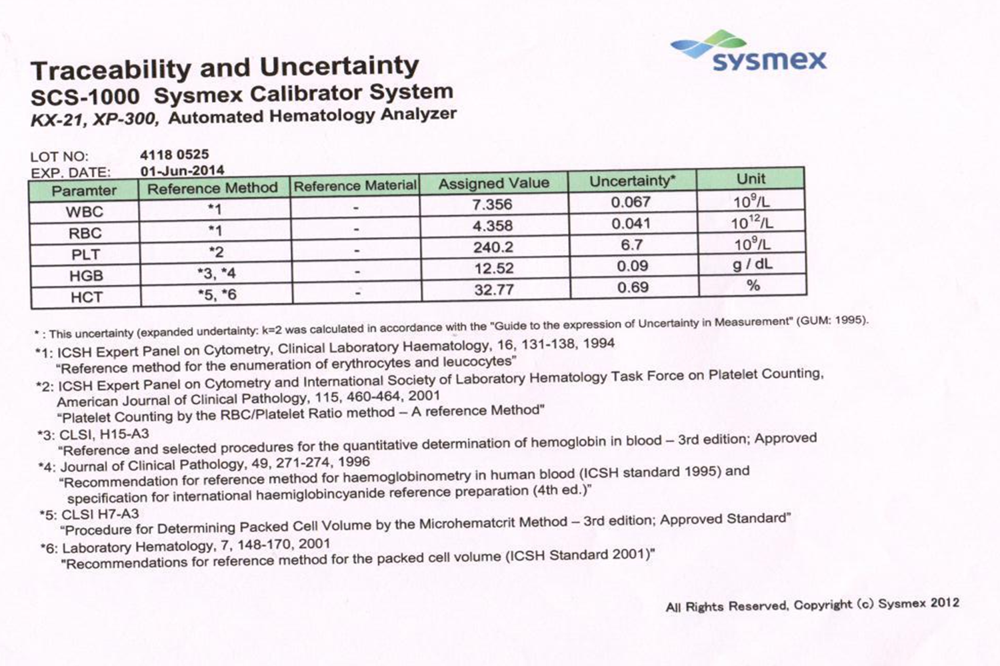 sysmex
Traceability and Uncertainty
SCS-1000 Sysmex Calibrator System
KX-21, XP-300, Automated Hematology Analyzer
LOT NO: 4118 0525
EXP. DATE: 01-Jun-2014
Paramter Reference Method Reference Material Assigned Value Uncertainty* Unit
WBC *1 - 7.356 0.067 10⁹/L
RBC *1 - 4.358 0.041 10¹²/L
PLT *2 - 240.2 6.7 10⁹/L
HGB *3, *4 - 12.52 0.09 g / dL
HCT *5, *6 - 32.77 0.69 %
* : This uncertainty (expanded undertainty: k=2 was calculated in accordance with the "Guide to the expression of Uncertainty in Measurement" (GUM: 1995).
*1: ICSH Expert Panel on Cytometry, Clinical Laboratory Haematology, 16, 131-138, 1994
“Reference method for the enumeration of erythrocytes and leucocytes”
*2: ICSH Expert Panel on Cytometry and International Society of Laboratory Hematology Task Force on Platelet Counting,
American Journal of Clinical Pathology, 115, 460-464, 2001
“Platelet Counting by the RBC/Platelet Ratio method – A reference Method"
*3: CLSI, H15-A3
“Reference and selected procedures for the quantitative determination of hemoglobin in blood – 3rd edition; Approved
*4: Journal of Clinical Pathology, 49, 271-274, 1996
“Recommendation for reference method for haemoglobinometry in human blood (ICSH standard 1995) and
specification for international haemiglobincyanide reference preparation (4th ed.)”
*5: CLSI H7-A3
“Procedure for Determining Packed Cell Volume by the Microhematcrit Method – 3rd edition; Approved Standard”
*6: Laboratory Hematology, 7, 148-170, 2001
"Recommendations for reference method for the packed cell volume (ICSH Standard 2001)"
All Rights Reserved, Copyright (c) Sysmex 2012